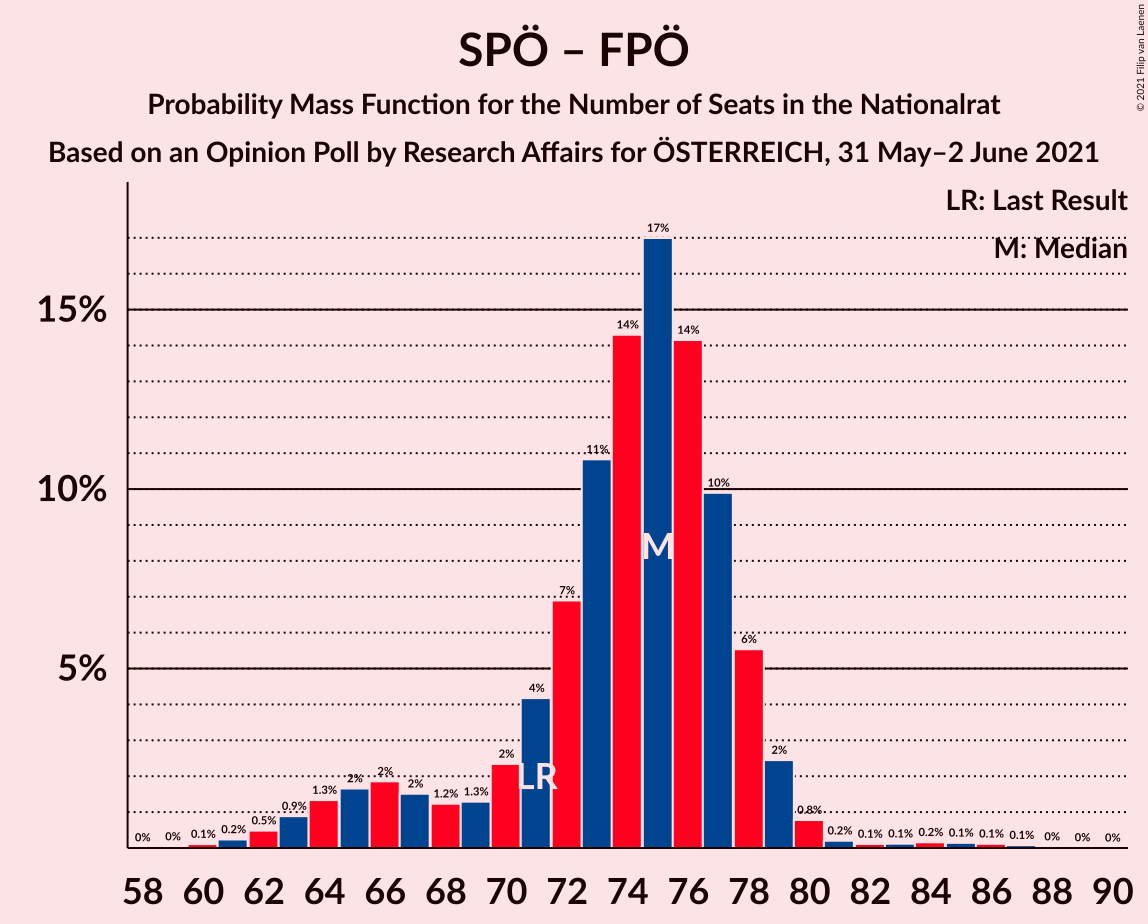 SPÖ – FPÖ
Probability Mass Function for the Number of Seats in the Nationalrat
Based on an Opinion Poll by Research Affairs for ÖSTERREICH, 31 May–2 June 2021
© 2021 Filip van Laenen
LR: Last Result
M: Median
15%
10%
5%
0% 0% 0.1% 0.2% 0.5% 0.9% 1.3% 2% 2% 2% 1.2% 1.3% 2% 4% 7% 11% 14% 17% 14% 10% 6% 2% 0.8% 0.2% 0.1% 0.1% 0.2% 0.1% 0.1% 0.1% 0% 0% 0%
M
LR
58 60 62 64 66 68 70 72 74 76 78 80 82 84 86 88 90